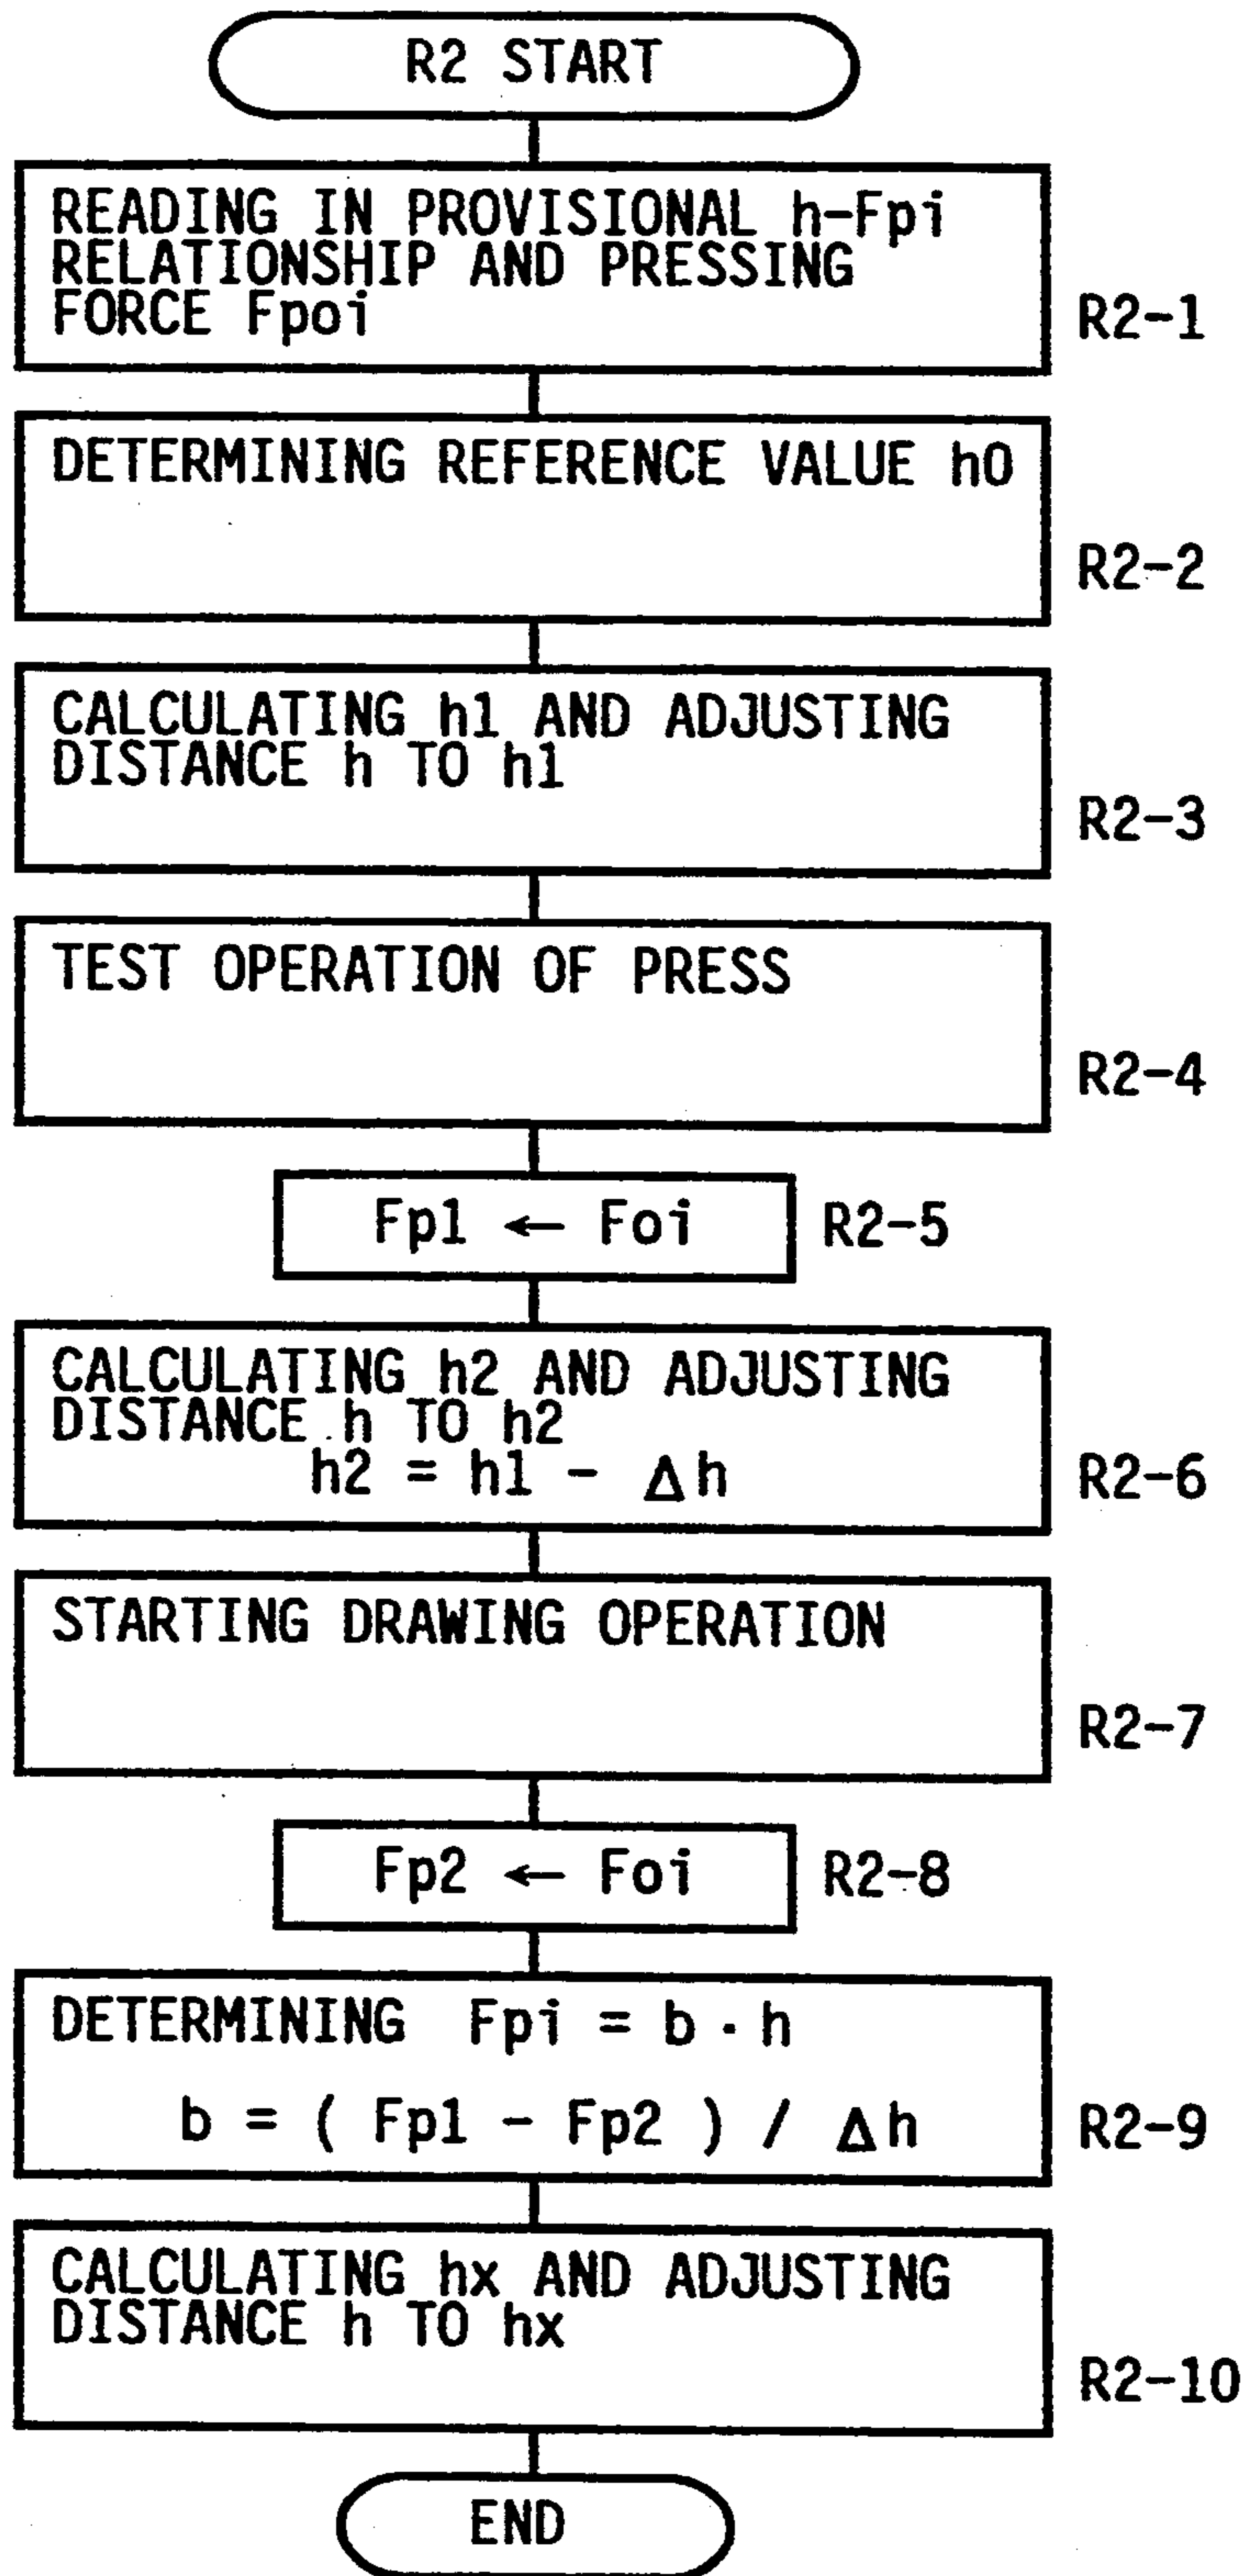 R2 START
READING IN PROVISIONAL h-Fpi
RELATIONSHIP AND PRESSING
FORCE Fpoi
R2-1
DETERMINING REFERENCE VALUE h0
R2-2
CALCULATING h1 AND ADJUSTING
DISTANCE h TO h1
R2-3
TEST OPERATION OF PRESS
R2-4
Fp1 ← Foi
R2-5
CALCULATING h2 AND ADJUSTING
DISTANCE h TO h2
h2 = h1 - Δh
R2-6
STARTING DRAWING OPERATION
R2-7
Fp2 ← Foi
R2-8
DETERMINING Fpi = b · h
b = ( Fp1 - Fp2 ) / Δh
R2-9
CALCULATING hx AND ADJUSTING
DISTANCE h TO hx
R2-10
END